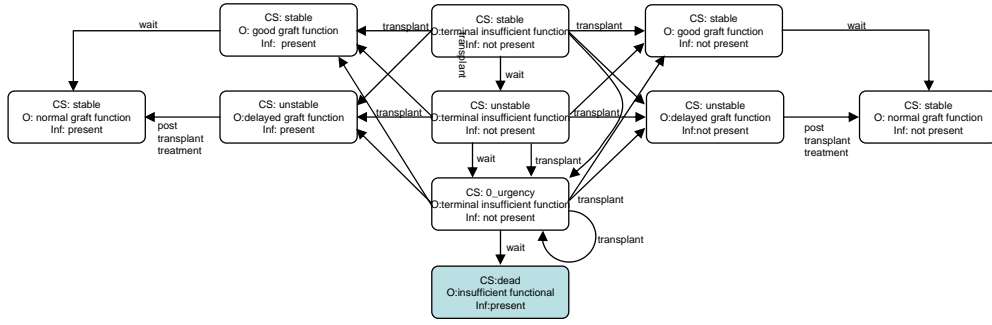 CS: stable
O: good graft function
Inf:  present
CS: stable
O:terminal insufficient function
Inf: not present
CS: stable
O: good graft function
Inf: not present
wait
transplant
transplant
transplant
wait
wait
CS: stable
O: normal graft function
Inf: present
post
transplant
treatment
CS: unstable
O:delayed graft function
Inf: present
transplant
CS: unstable
O:terminal insufficient function
Inf: not present
transplant
CS: unstable
O:delayed graft function
Inf:not present
post
transplant
treatment
CS: stable
O: normal graft function
Inf: not present
wait
transplant
CS: 0_urgency
O:terminal insufficient function
Inf: not present
transplant
transplant
wait
CS:dead
O:insufficient functional
Inf:present